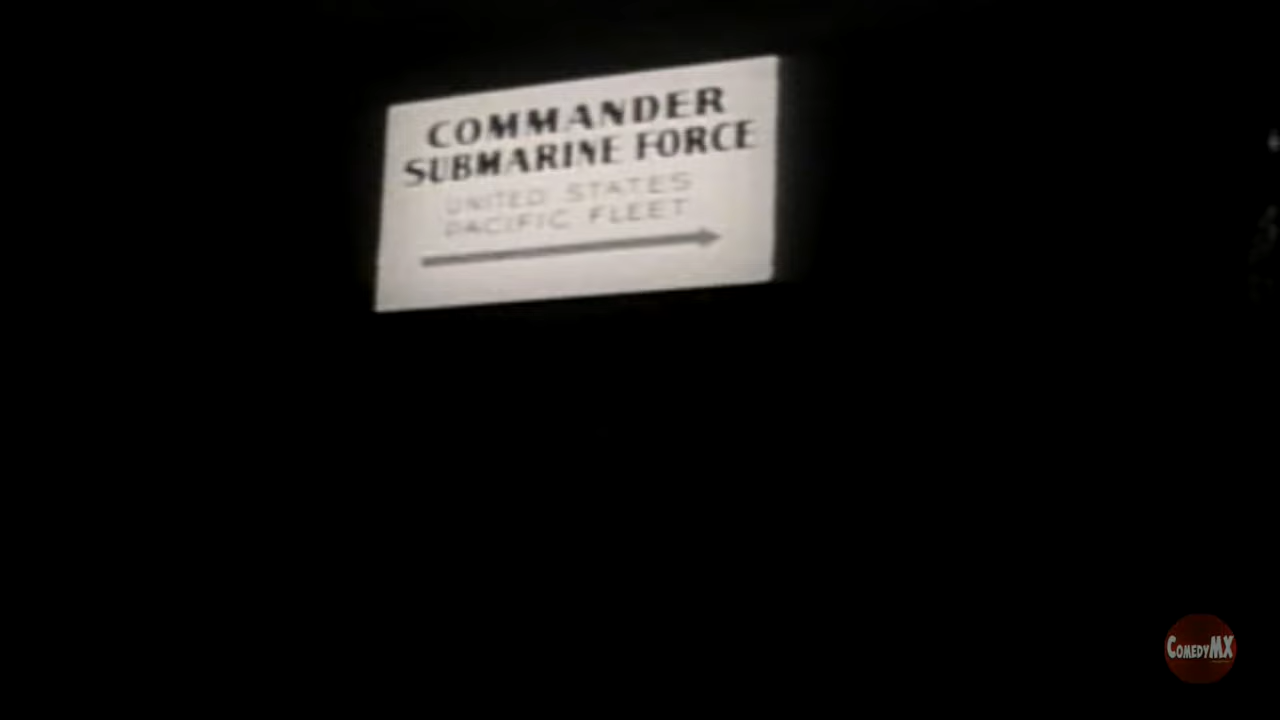 COMMANDER
SUBMARINE FORCE
UNITED STATES
PACIFIC FLEET
COMEDYMX